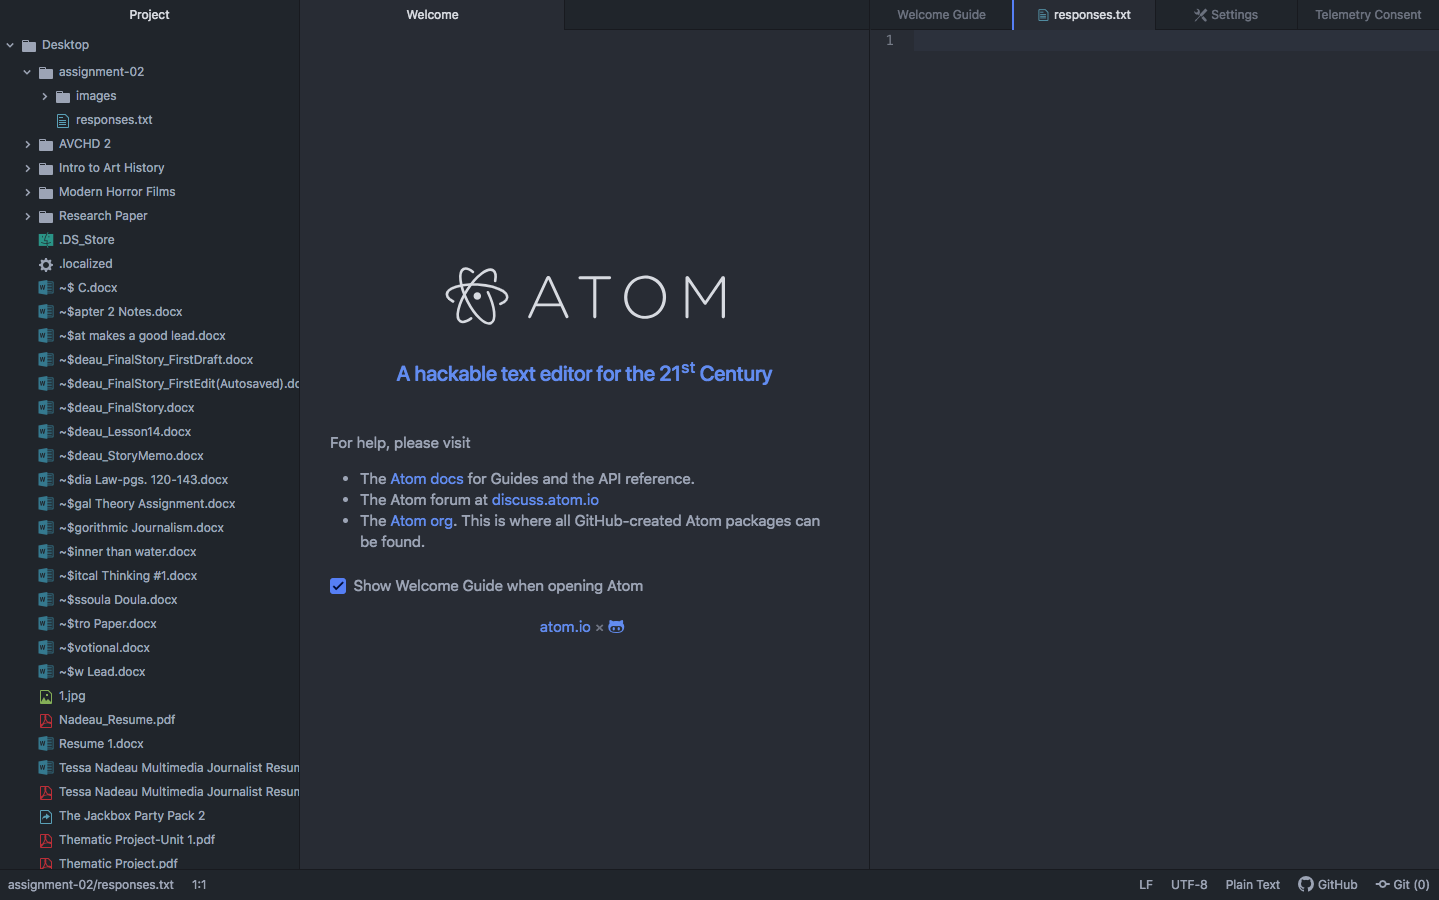 Project
Desktop
assignment-02
images
responses.txt
AVCHD 2
Intro to Art History
Modern Horror Films
Research Paper
.DS_Store
.localized
~$ C.docx
~$apter 2 Notes.docx
~$at makes a good lead.docx
~$deau_FinalStory_FirstDraft.docx
~$deau_FinalStory_FirstEdit(Autosaved).dc
~$deau_FinalStory.docx
~$deau_Lesson14.docx
~$deau_StoryMemo.docx
~$dia Law-pgs. 120-143.docx
~$gal Theory Assignment.docx
~$gorithmic Journalism.docx
~$inner than water.docx
~$itcal Thinking #1.docx
~$ssoula Doula.docx
~$tro Paper.docx
~$votional.docx
~$w Lead.docx
1.jpg
Nadeau_Resume.pdf
Resume 1.docx
Tessa Nadeau Multimedia Journalist Resun
Tessa Nadeau Multimedia Journalist Resun
The Jackbox Party Pack 2
Thematic Project-Unit 1.pdf
Thematic Project.pdf
Welcome
ATOM
A hackable text editor for the 21st Century
For help, please visit
• The Atom docs for Guides and the API reference.
• The Atom forum at discuss.atom.io
• The Atom org. This is where all GitHub-created Atom packages can
be found.
Show Welcome Guide when opening Atom
atom.io ×
Welcome Guide
responses.txt
Settings
Telemetry Consent
1
assignment-02/responses.txt 1:1
LF UTF-8 Plain Text GitHub Git (0)